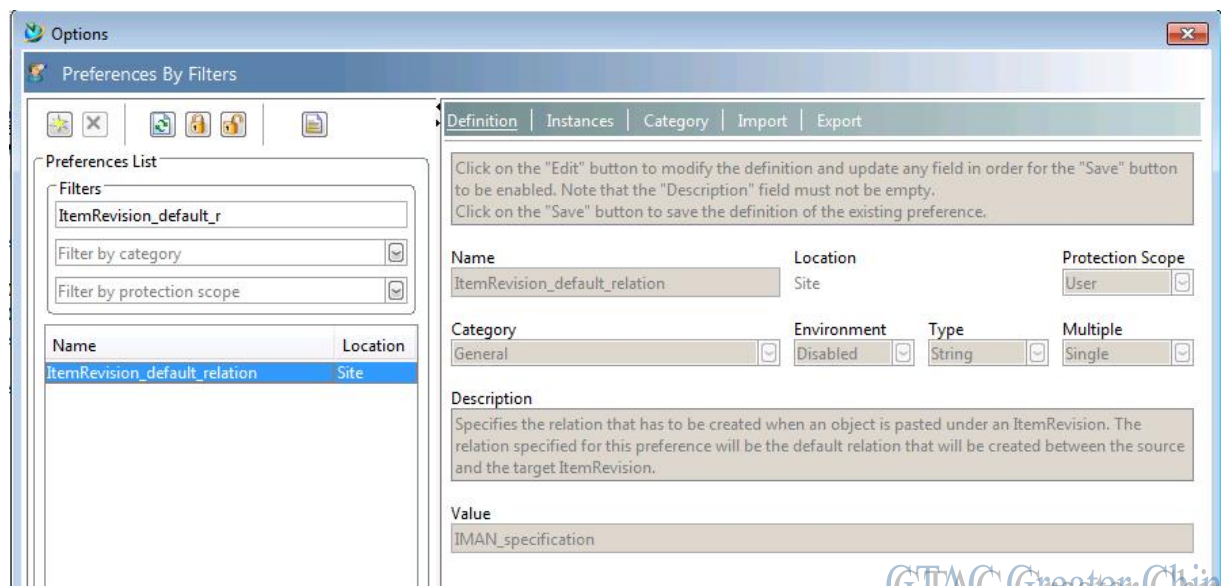 Options
Preferences By Filters
Preferences List
Filters
ItemRevision_default_r
Filter by category
Filter by protection scope
Name Location
ItemRevision_default_relation Site
Definition Instances Category Import Export
Click on the "Edit" button to modify the definition and update any field in order for the "Save" button
to be enabled. Note that the "Description" field must not be empty.
Click on the "Save" button to save the definition of the existing preference.
Name Location Protection Scope
ItemRevision_default_relation Site User
Category Environment Type Multiple
General Disabled String Single
Description
Specifies the relation that has to be created when an object is pasted under an ItemRevision. The
relation specified for this preference will be the default relation that will be created between the source
and the target ItemRevision.
Value
IMAN_specification
GTAC Greater